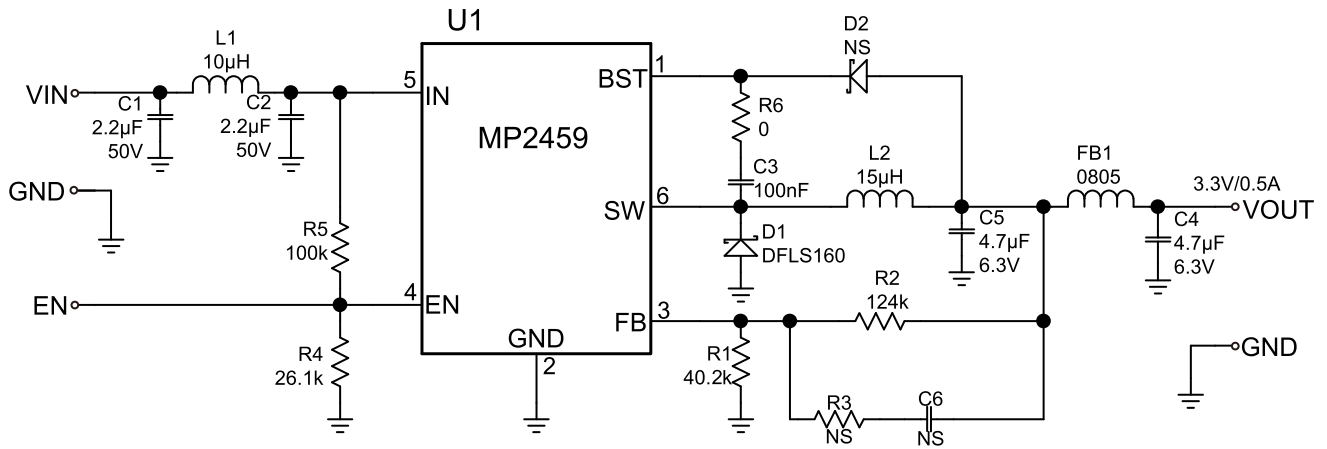 U1
MP2459
VIN
L1
10µH
C1
2.2µF
50V
C2
2.2µF
50V
5
IN
GND
R5
100k
EN
4
EN
R4
26.1k
GND
2
BST
1
D2
NS
R6
0
C3
100nF
SW
6
L2
15µH
D1
DFLS160
C5
4.7µF
6.3V
FB1
0805
3.3V/0.5A
VOUT
C4
4.7µF
6.3V
FB
3
R2
124k
R1
40.2k
R3
NS
C6
NS
GND